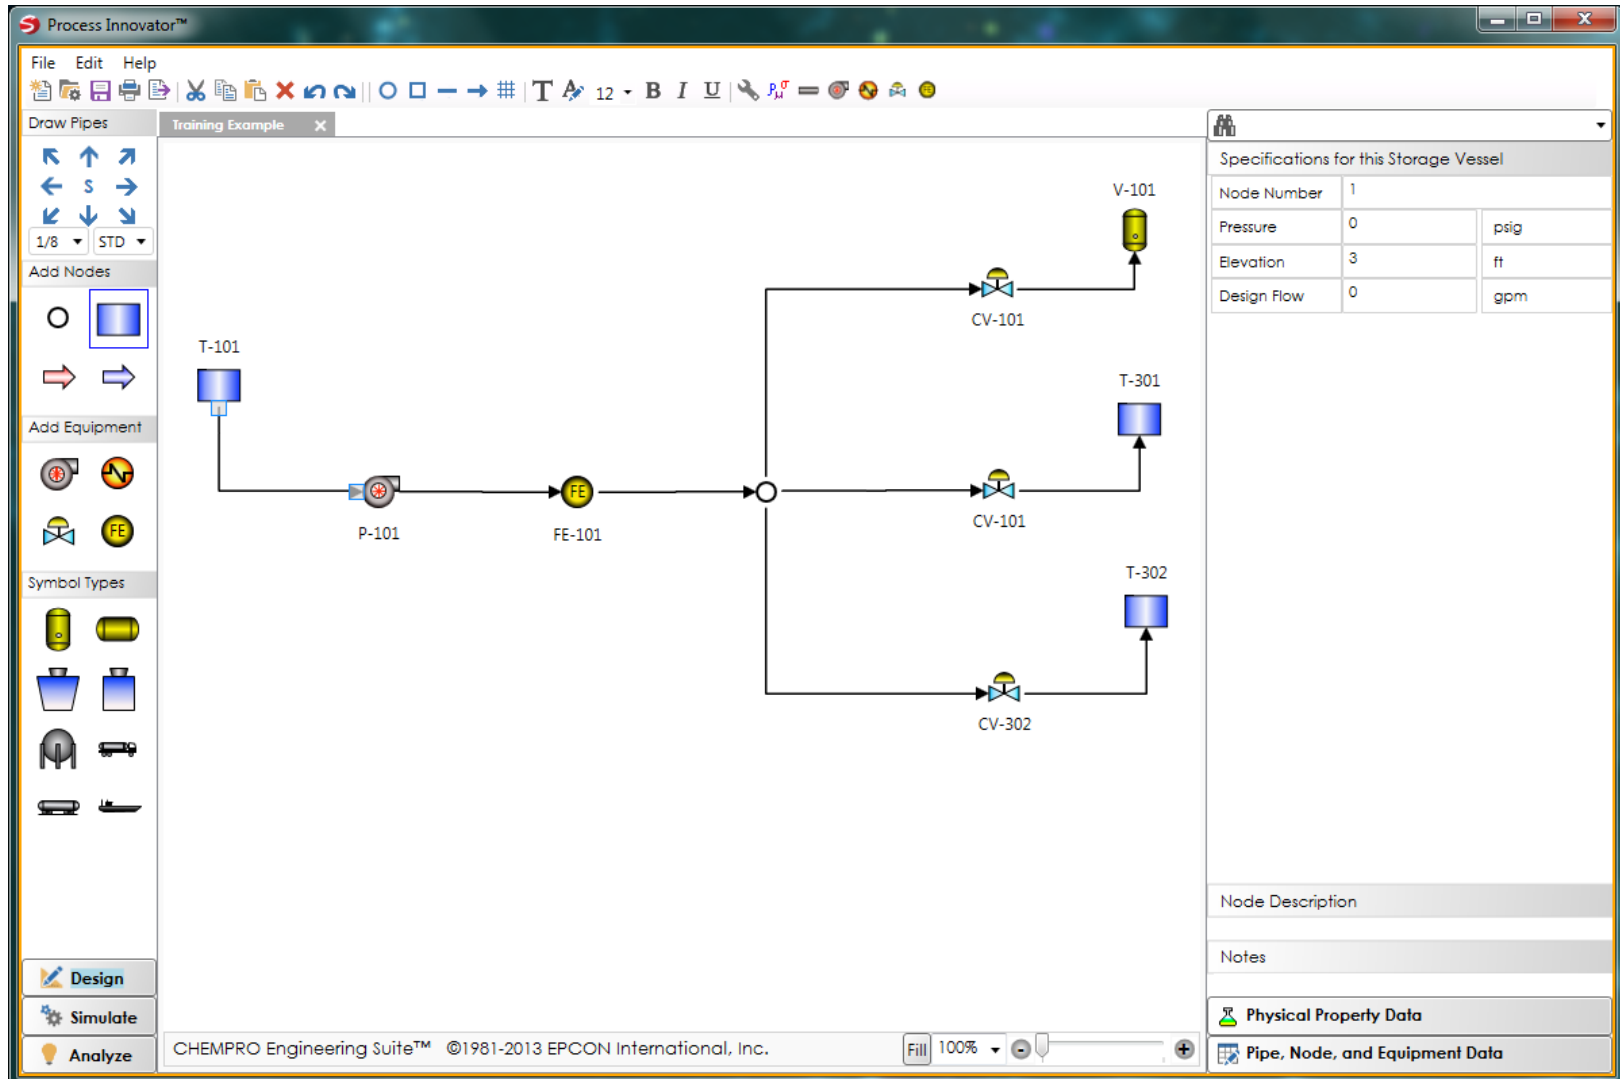 Process Innovator™
File Edit Help
12 B I U
Draw Pipes
S
1/8 STD
Add Nodes
Add Equipment
FE
Symbol Types
Design
Simulate
Analyze
Training Example
V-101
CV-101
T-101
T-301
FE
P-101
FE-101
CV-101
T-302
CV-302
CHEMPRO Engineering Suite™ ©1981-2013 EPCON International, Inc.
Fill 100%
Specifications for this Storage Vessel
Node Number 1
Pressure 0 psig
Elevation 3 ft
Design Flow 0 gpm
Node Description
Notes
Physical Property Data
Pipe, Node, and Equipment Data